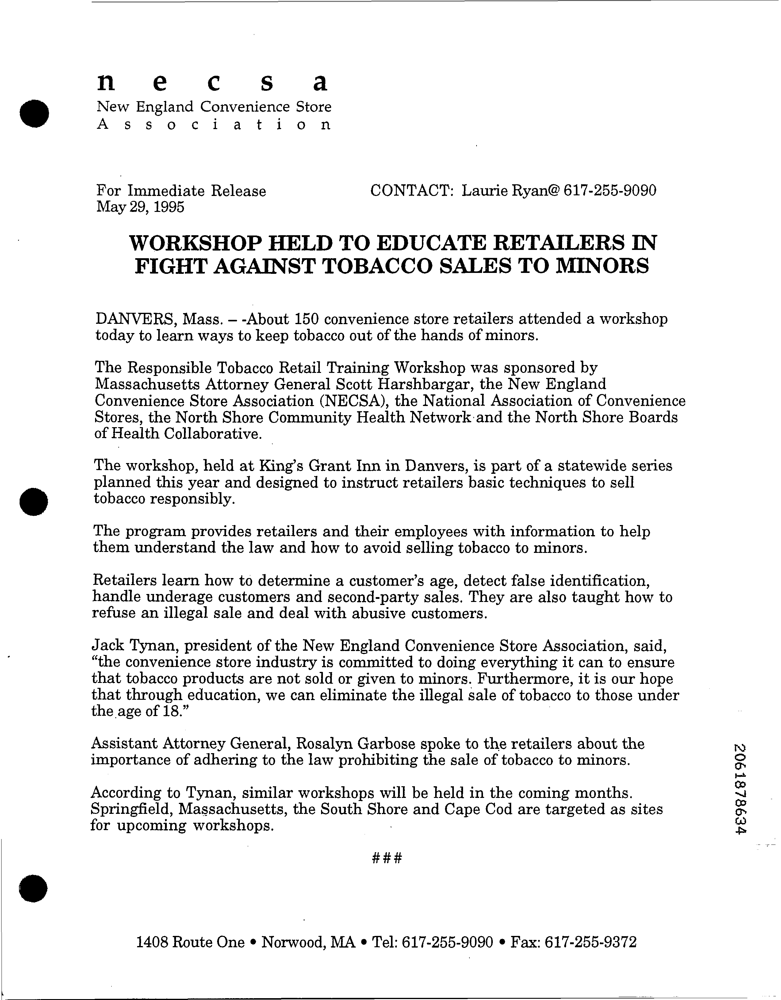 n e c s a
New England Convenience Store
A s s o c i a t i o n
For Immediate Release CONTACT: Laurie Ryan@ 617-255-9090
May 29, 1995
WORKSHOP HELD TO EDUCATE RETAILERS IN
FIGHT AGAINST TOBACCO SALES TO MINORS
DANVERS, Mass. – -About 150 convenience store retailers attended a workshop
today to learn ways to keep tobacco out of the hands of minors.
The Responsible Tobacco Retail Training Workshop was sponsored by
Massachusetts Attorney General Scott Harshbargar, the New England
Convenience Store Association (NECSA), the National Association of Convenience
Stores, the North Shore Community Health Network and the North Shore Boards
of Health Collaborative.
The workshop, held at King's Grant Inn in Danvers, is part of a statewide series
planned this year and designed to instruct retailers basic techniques to sell
tobacco responsibly.
The program provides retailers and their employees with information to help
them understand the law and how to avoid selling tobacco to minors.
Retailers learn how to determine a customer's age, detect false identification,
handle underage customers and second-party sales. They are also taught how to
refuse an illegal sale and deal with abusive customers.
Jack Tynan, president of the New England Convenience Store Association, said,
“the convenience store industry is committed to doing everything it can to ensure
that tobacco products are not sold or given to minors. Furthermore, it is our hope
that through education, we can eliminate the illegal sale of tobacco to those under
the age of 18.”
Assistant Attorney General, Rosalyn Garbose spoke to the retailers about the
importance of adhering to the law prohibiting the sale of tobacco to minors.
According to Tynan, similar workshops will be held in the coming months.
Springfield, Massachusetts, the South Shore and Cape Cod are targeted as sites
for upcoming workshops.
###
1408 Route One • Norwood, MA • Tel: 617-255-9090 • Fax: 617-255-9372
2061878634